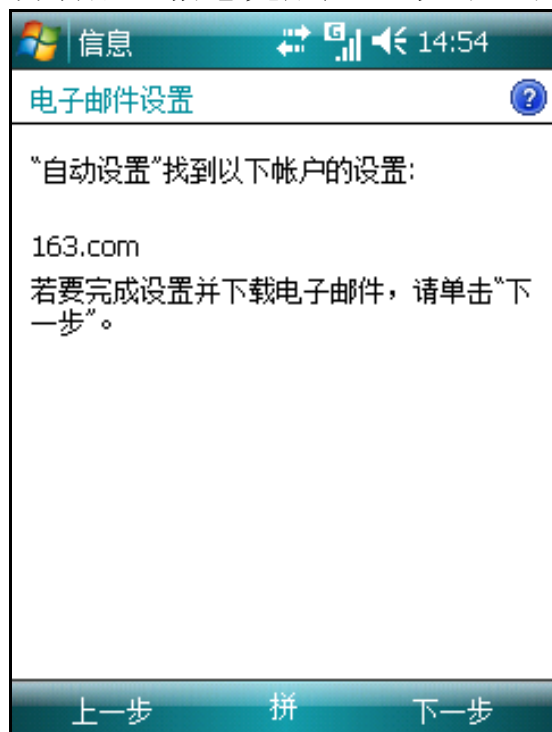 信息 G 14:54
电子邮件设置 ?
“自动设置”找到以下帐户的设置:
163.com
若要完成设置并下载电子邮件，请单击“下
一步”。
上一步 拼 下一步